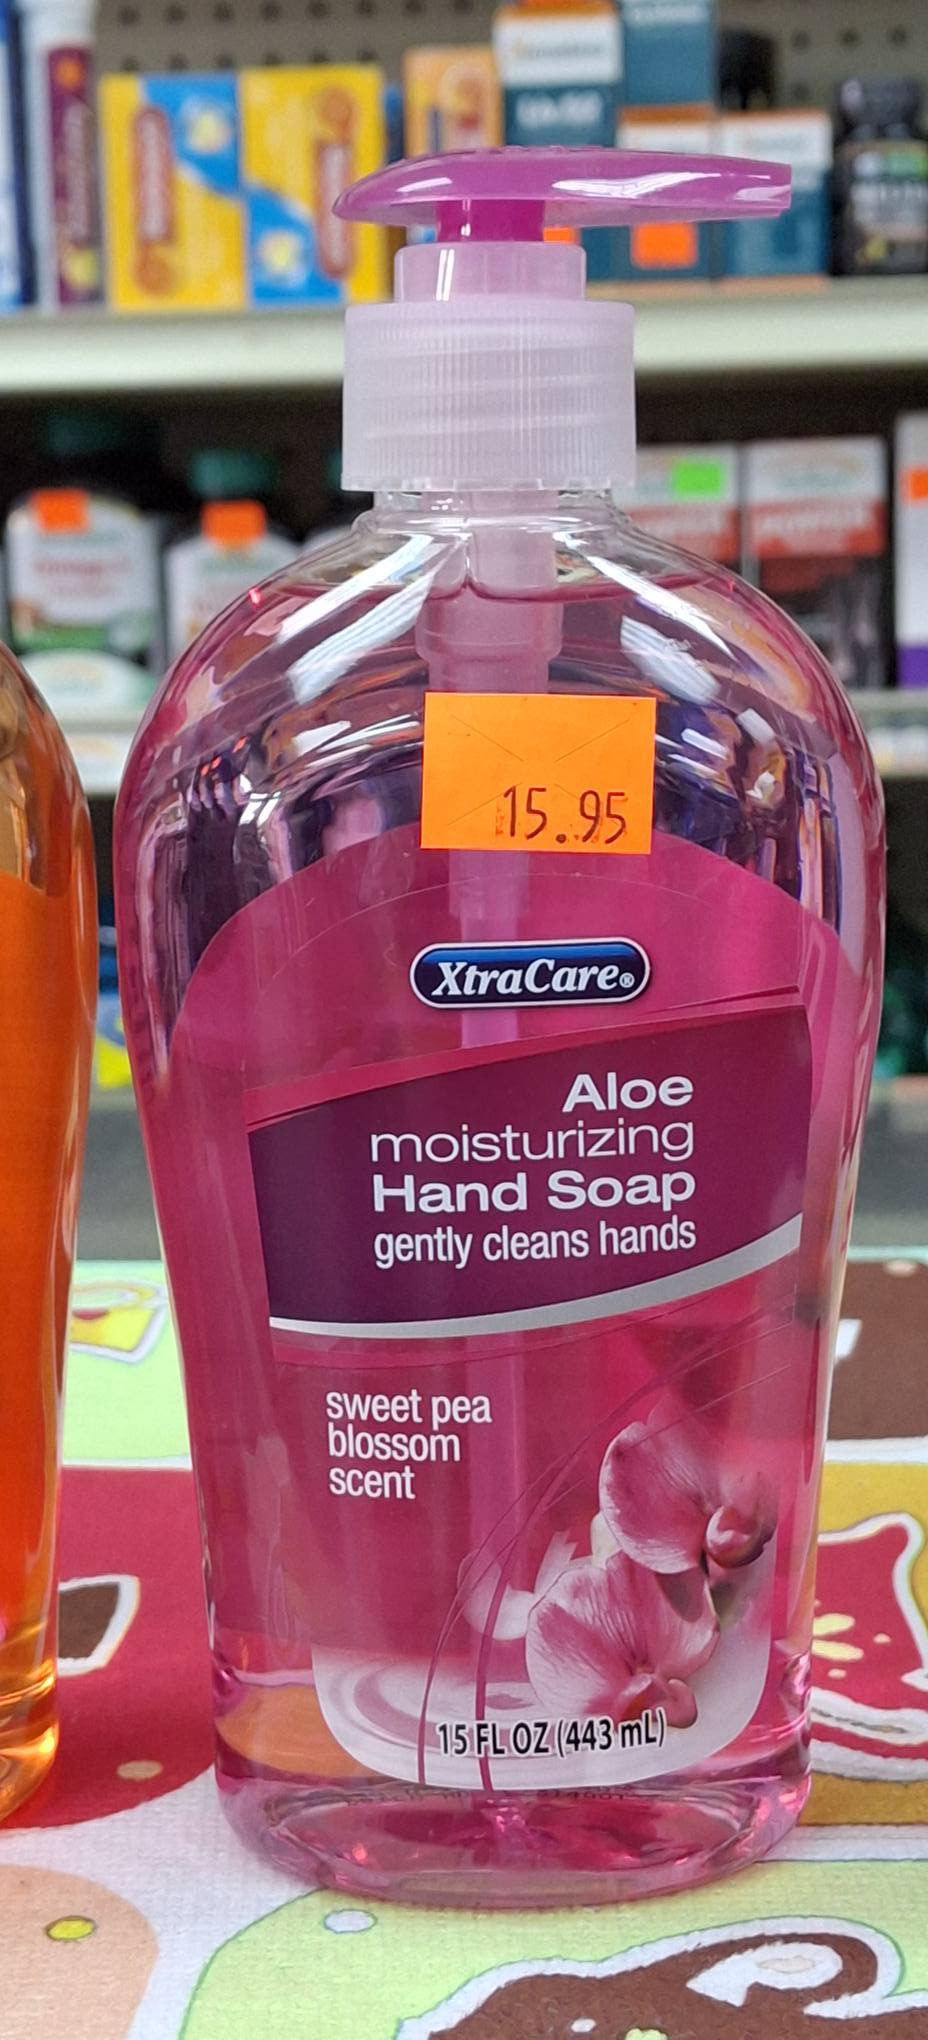 15.95
XtraCare®
Aloe
moisturizing
Hand Soap
gently cleans hands
sweet pea
blossom
scent
15 FL OZ (443 mL)